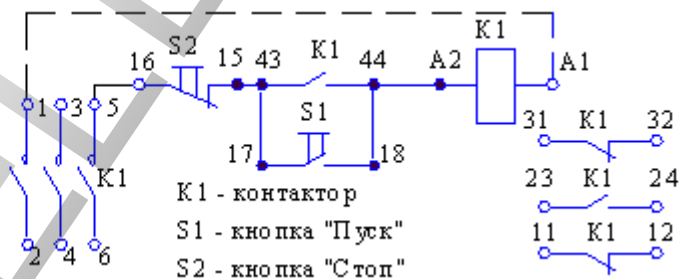 S2
K1
K1
16
15
43
44
A2
A1
1
3
5
S1
31
K1
32
17
18
K1
23
K1
24
К1 - контактор
S1 - кнопка "Пуск"
11
K1
12
2
4
6
S2 - кнопка "Стоп"